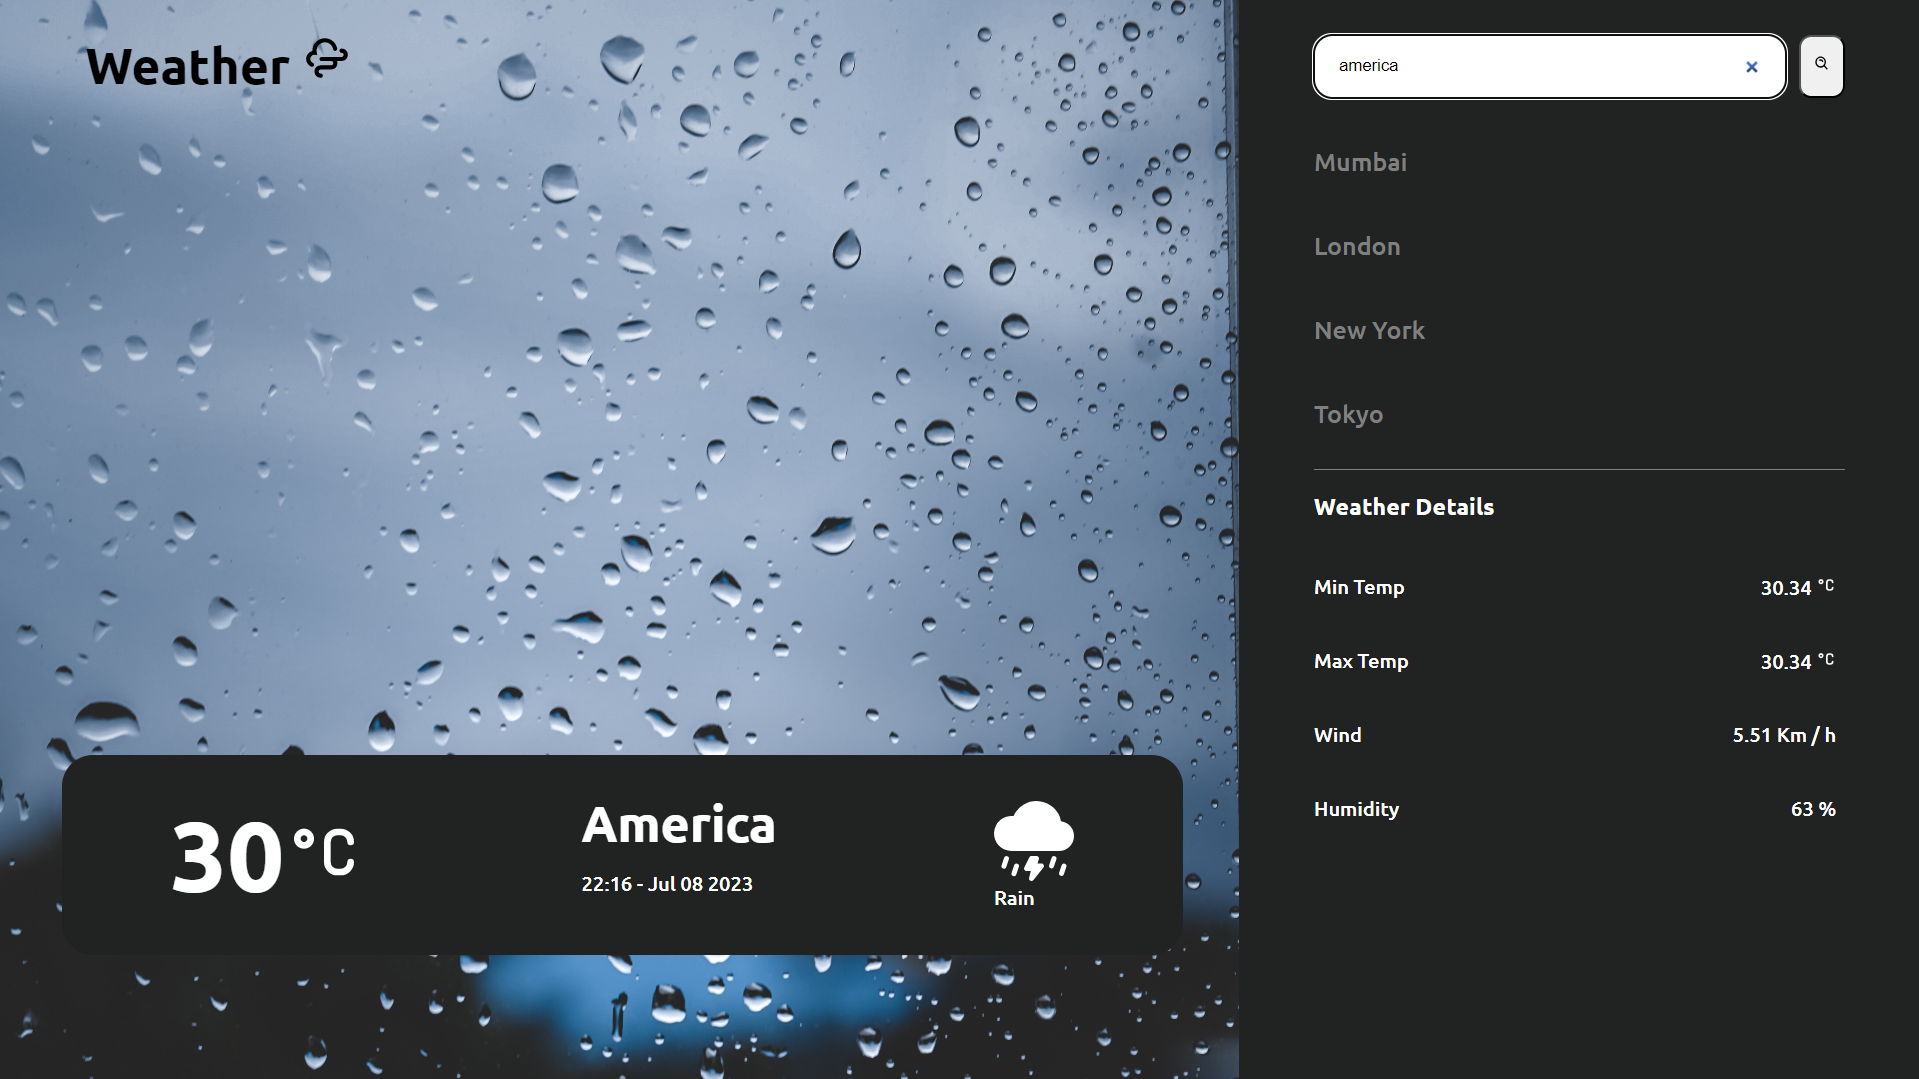 Weather
america
Mumbai
London
New York
Tokyo
Weather Details
Min Temp 30.34 °C
Max Temp 30.34 °C
Wind 5.51 Km / h
Humidity 63 %
30 °C
America
22:16 - Jul 08 2023
Rain